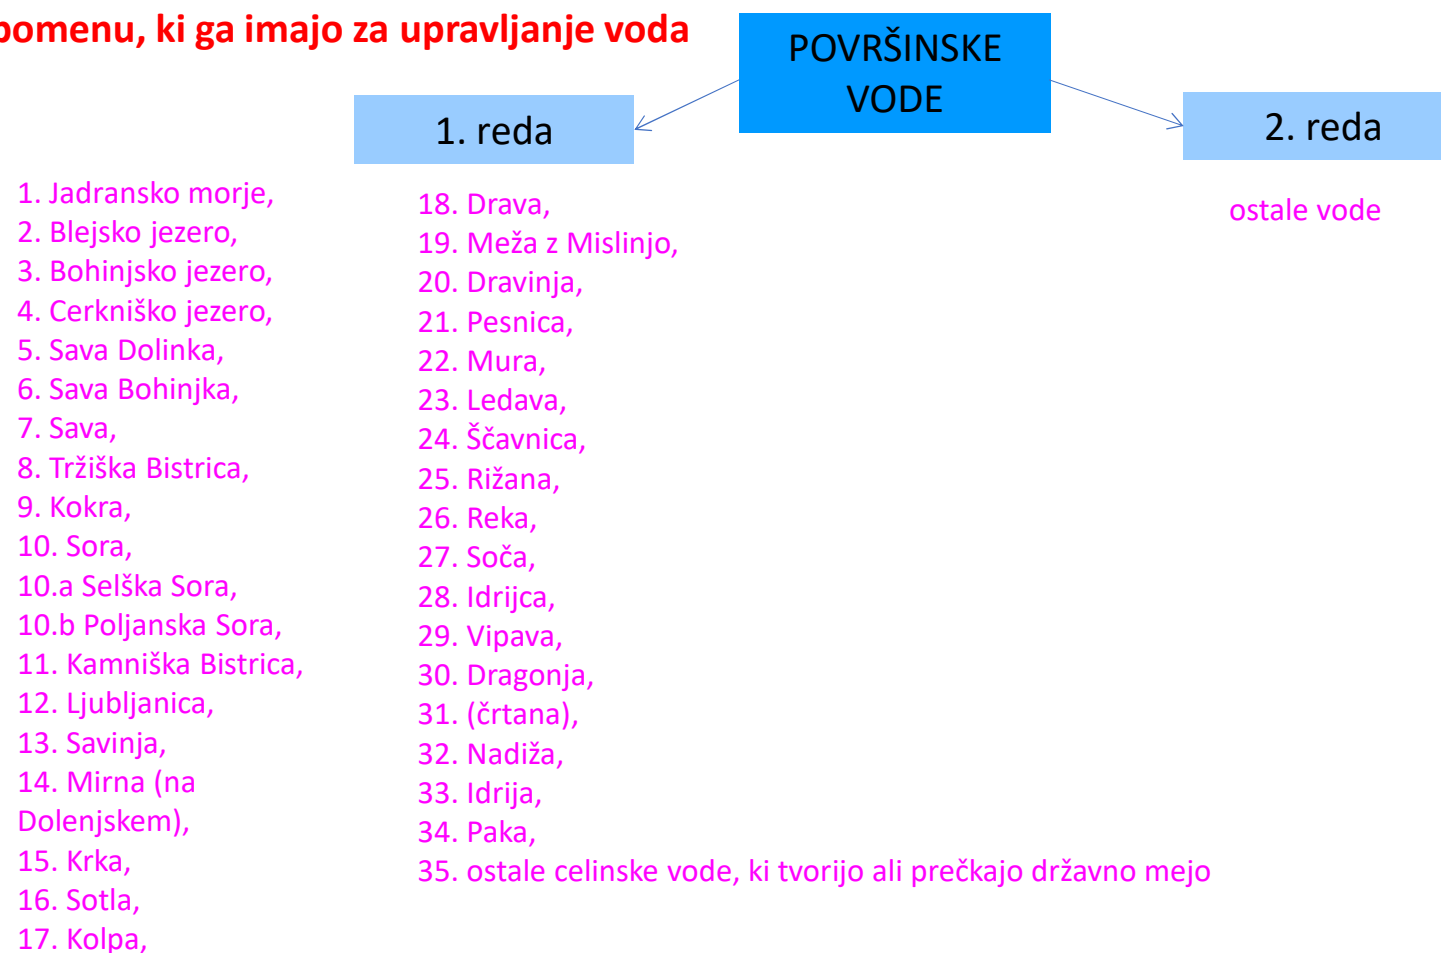 pomenu, ki ga imajo za upravljanje voda
POVRŠINSKE
VODE
1. reda
2. reda
1. Jadransko morje,
2. Blejsko jezero,
3. Bohinjsko jezero,
4. Cerkniško jezero,
5. Sava Dolinka,
6. Sava Bohinjka,
7. Sava,
8. Tržiška Bistrica,
9. Kokra,
10. Sora,
10.a Selška Sora,
10.b Poljanska Sora,
11. Kamniška Bistrica,
12. Ljubljanica,
13. Savinja,
14. Mirna (na
Dolenjskem),
15. Krka,
16. Sotla,
17. Kolpa,
18. Drava,
19. Meža z Mislinjo,
20. Dravinja,
21. Pesnica,
22. Mura,
23. Ledava,
24. Ščavnica,
25. Rižana,
26. Reka,
27. Soča,
28. Idrijca,
29. Vipava,
30. Dragonja,
31. (črtana),
32. Nadiža,
33. Idrija,
34. Paka,
35. ostale celinske vode, ki tvorijo ali prečkajo državno mejo
ostale vode